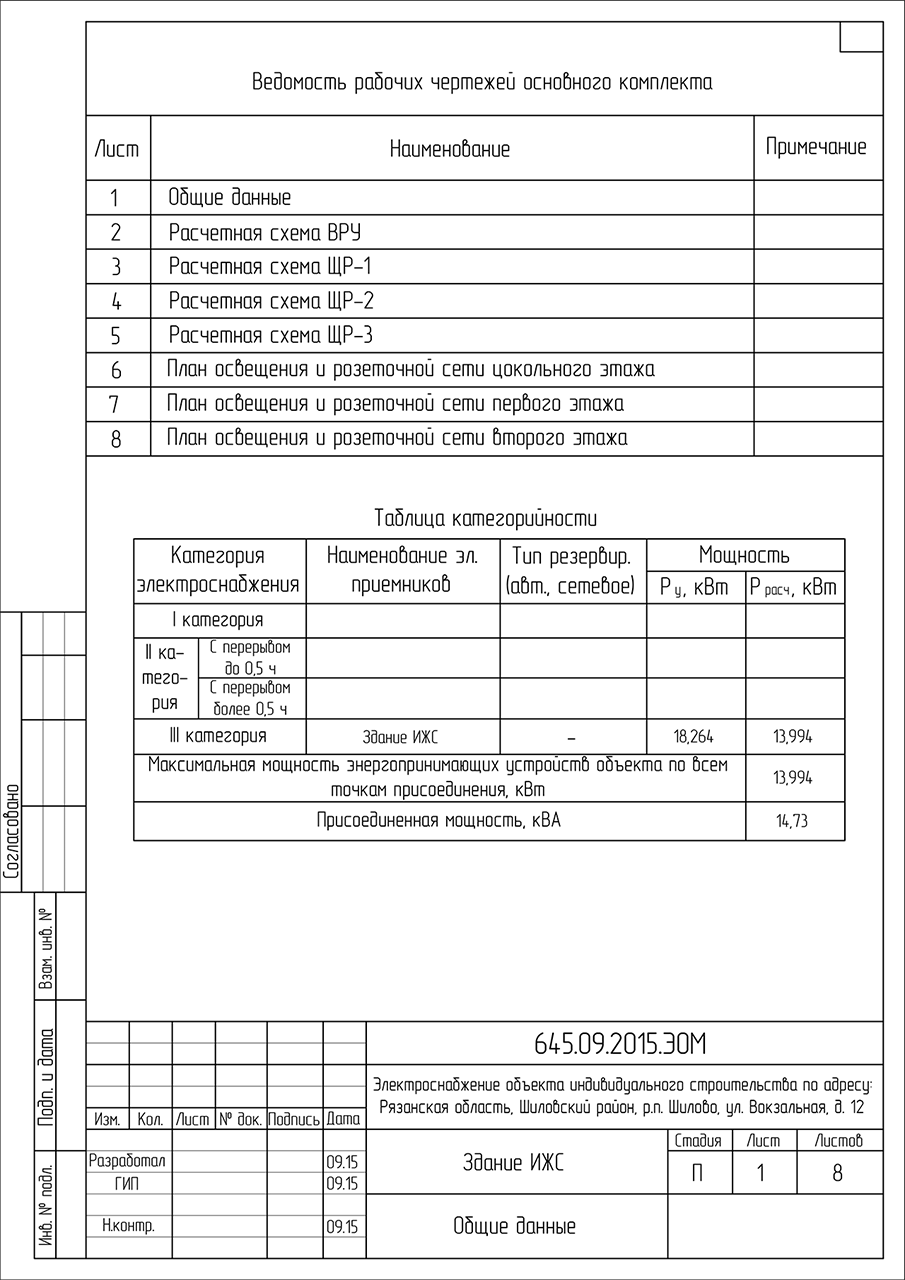 Ведомость рабочих чертежей основного комплекта
Лист Наименование Примечание
1 Общие данные
2 Расчетная схема ВРУ
3 Расчетная схема ЩР-1
4 Расчетная схема ЩР-2
5 Расчетная схема ЩР-3
6 План освещения и розеточной сети цокольного этажа
7 План освещения и розеточной сети первого этажа
8 План освещения и розеточной сети второго этажа
Таблица категорийности
Категория
электроснабжения
Наименование эл.
приемников
Тип резервир.
(авт., сетевое)
Мощность
Р у, кВт Р расч, кВт
I категория
II ка-
тего-
рия
С перерывом
до 0,5 ч
С перерывом
более 0,5 ч
III категория Здание ИЖС – 18,264 13,994
Максимальная мощность энергопринимающих устройств объекта по всем
точкам присоединения, кВт
13,994
Присоединенная мощность, кВА 14,73
Согласовано
Взам. инв. №
Подп. и дата
Инв. № подл.
645.09.2015.ЭОМ
Электроснабжение объекта индивидуального строительства по адресу:
Рязанская область, Шиловский район, р.п. Шилово, ул. Вокзальная, д. 12
Изм. Кол. Лист № док. Подпись Дата
Разработал 09.15
ГИП 09.15
Н.контр. 09.15
Здание ИЖС
Стадия Лист Листов
П 1 8
Общие данные